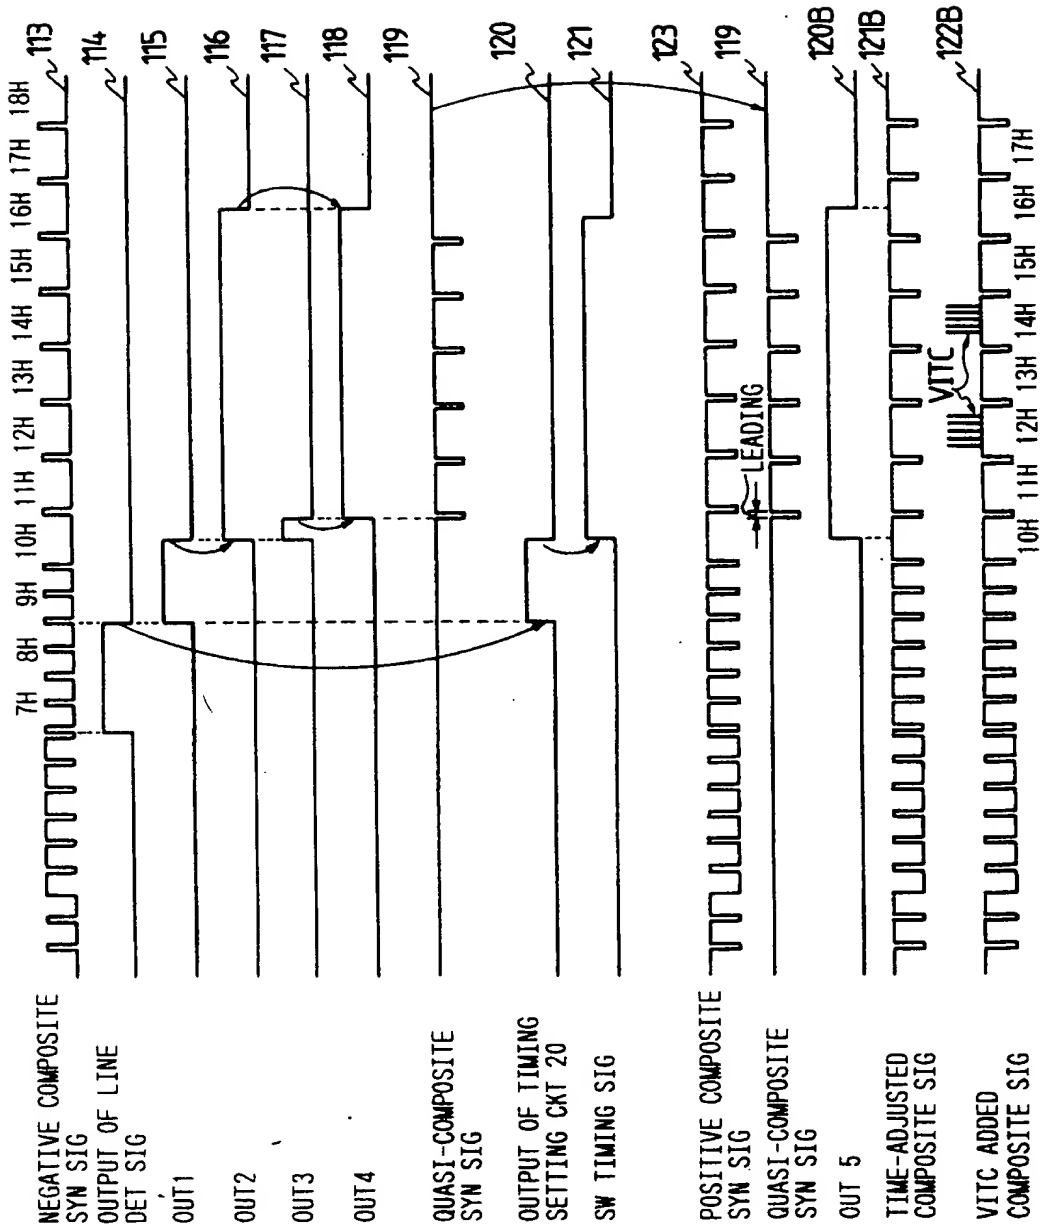 7H 8H 9H 10H 11H 12H 13H 14H 15H 16H 17H 18H
NEGATIVE COMPOSITE
SYN SIG
113
OUTPUT OF LINE
DET SIG
114
OUT1
115
OUT2
116
OUT3
117
OUT4
118
QUASI-COMPOSITE
SYN SIG
119
OUTPUT OF TIMING
SETTING CKT 20
120
SW TIMING SIG
121
POSITIVE COMPOSITE
SYN SIG
123
LEADING
QUASI-COMPOSITE
SYN SIG
119
OUT 5
120B
TIME-ADJUSTED
COMPOSITE SIG
121B
VITC
VITC ADDED
COMPOSITE SIG
122B
10H 11H 12H 13H 14H 15H 16H 17H